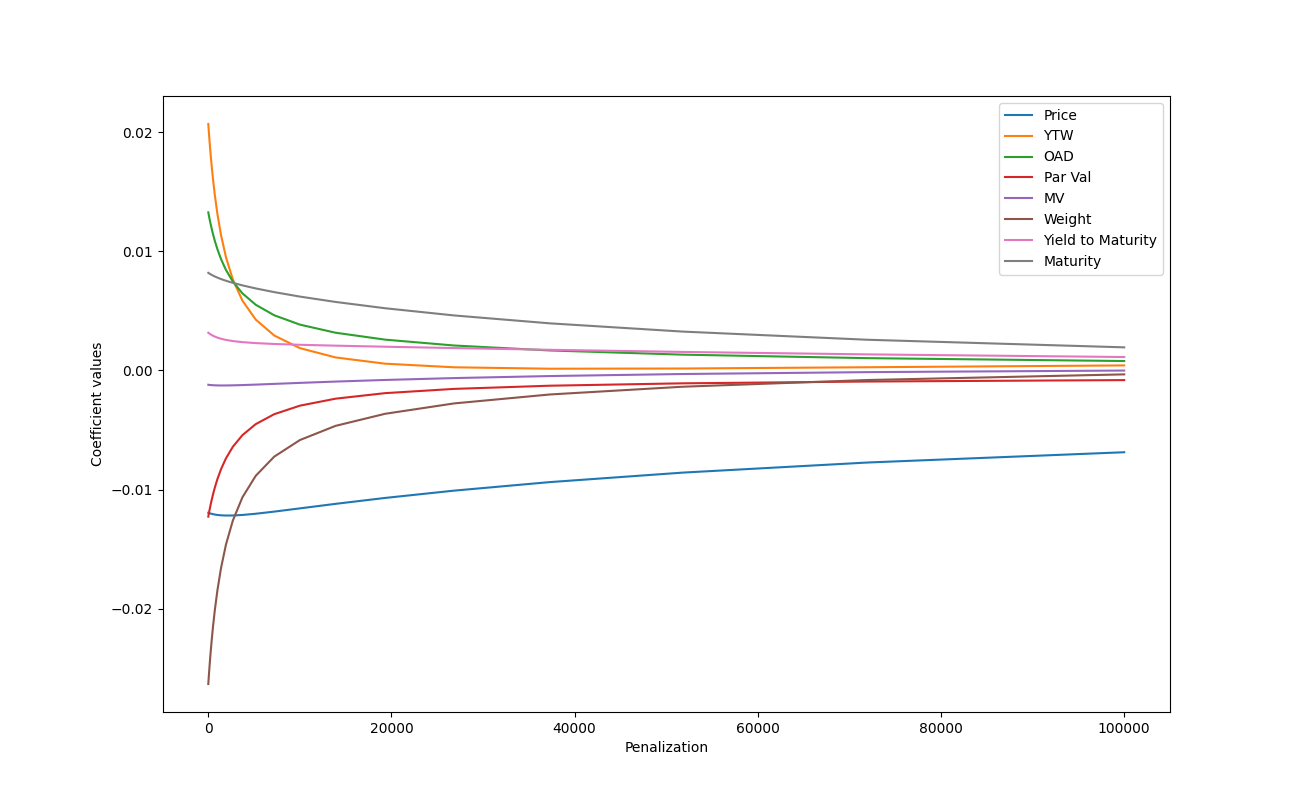 Price
YTW
OAD
Par Val
MV
Weight
Yield to Maturity
Maturity
0.02
0.01
0.00
−0.01
−0.02
Coefficient values
0
20000
40000
60000
80000
100000
Penalization